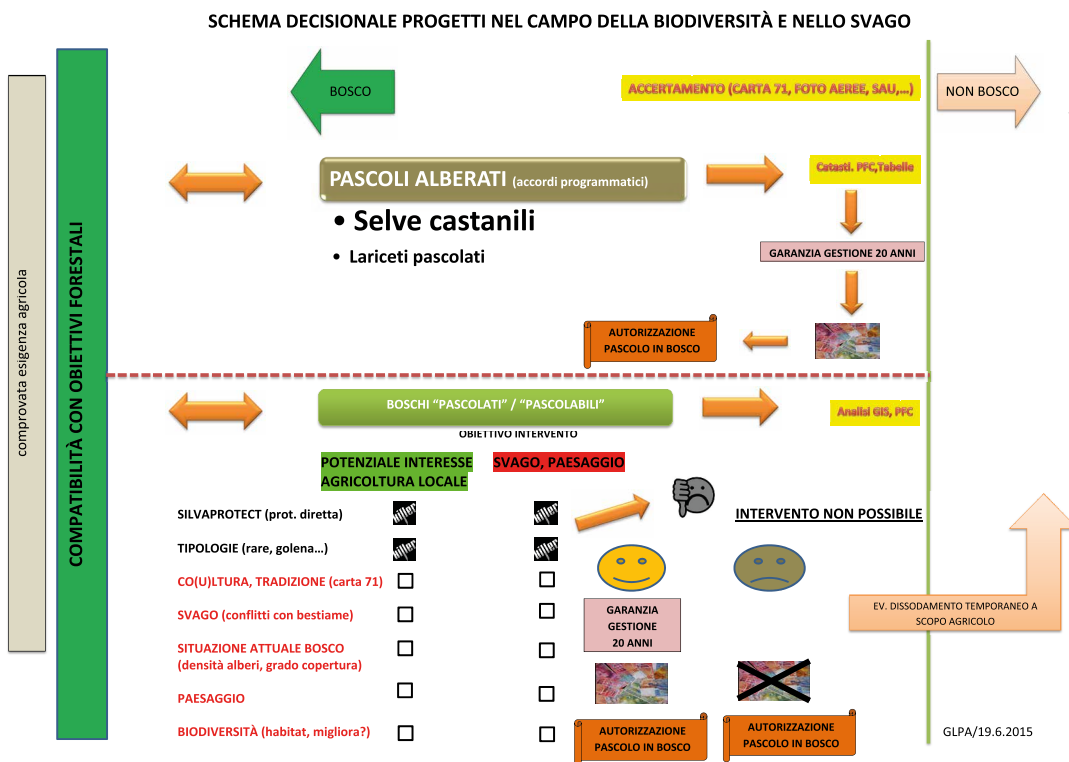 SCHEMA DECISIONALE PROGETTI NEL CAMPO DELLA BIODIVERSITÀ E NELLO SVAGO
BOSCO
ACCERTAMENTO (CARTA 71, FOTO AEREE, SAU,…)
NON BOSCO
comprovata esigenza agricola
COMPATIBILITÀ CON OBIETTIVI FORESTALI
PASCOLI ALBERATI (accordi programmatici)
Catasti. PFC,Tabelle
• Selve castanili
• Lariceti pascolati
GARANZIA GESTIONE 20 ANNI
AUTORIZZAZIONE
PASCOLO IN BOSCO
BOSCHI “PASCOLATI” / “PASCOLABILI”
Analisi GIS, PFC
OBIETTIVO INTERVENTO
POTENZIALE INTERESSE
AGRICOLTURA LOCALE
SVAGO, PAESAGGIO
SILVAPROTECT (prot. diretta)
killer
killer
INTERVENTO NON POSSIBILE
TIPOLOGIE (rare, golena…)
killer
killer
CO(U)LTURA, TRADIZIONE (carta 71)
SVAGO (conflitti con bestiame)
GARANZIA
GESTIONE
20 ANNI
EV. DISSODAMENTO TEMPORANEO A
SCOPO AGRICOLO
SITUAZIONE ATTUALE BOSCO
(densità alberi, grado copertura)
PAESAGGIO
BIODIVERSITÀ (habitat, migliora?)
AUTORIZZAZIONE
PASCOLO IN BOSCO
AUTORIZZAZIONE
PASCOLO IN BOSCO
GLPA/19.6.2015